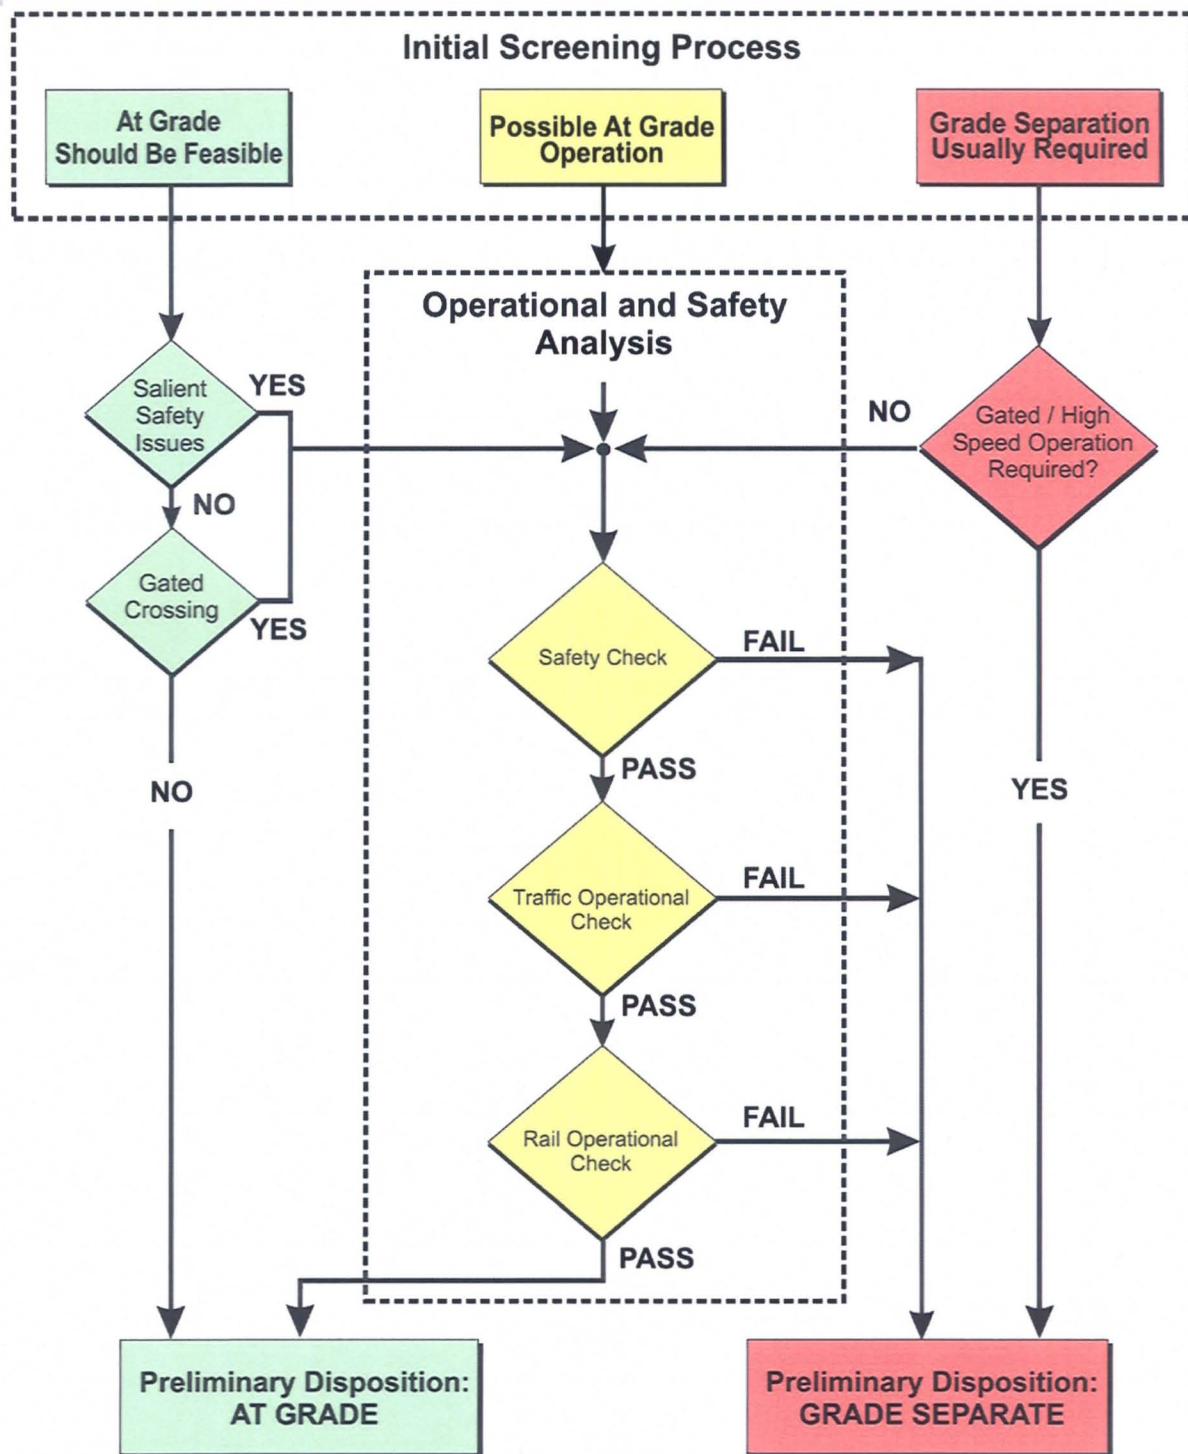 Initial Screening Process
At Grade
Should Be Feasible
Possible At Grade
Operation
Grade Separation
Usually Required
Operational and Safety
Analysis
Salient
Safety
Issues
YES
NO
Gated / High
Speed Operation
Required?
NO
Gated
Crossing
YES
Safety Check
FAIL
PASS
NO
YES
Traffic Operational
Check
FAIL
PASS
Rail Operational
Check
FAIL
PASS
Preliminary Disposition:
AT GRADE
Preliminary Disposition:
GRADE SEPARATE